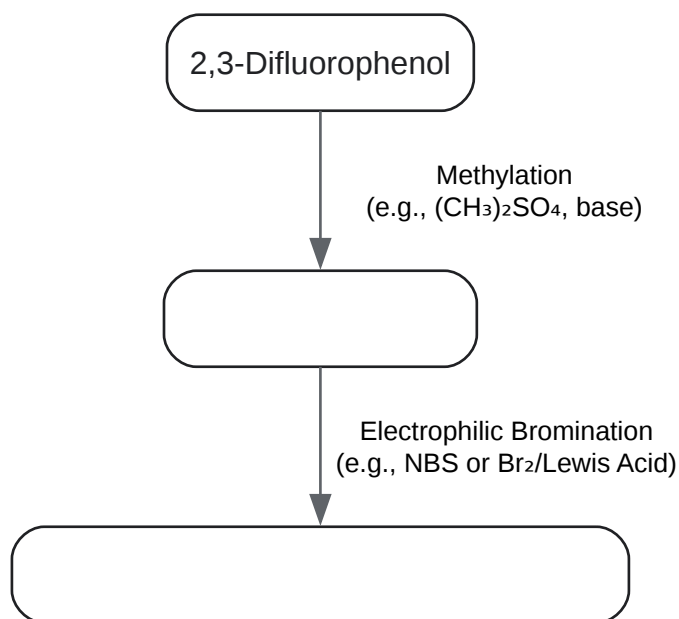 2,3-Difluorophenol
Methylation
(e.g., (CH₃)₂SO₄, base)
Electrophilic Bromination
(e.g., NBS or Br₂/Lewis Acid)